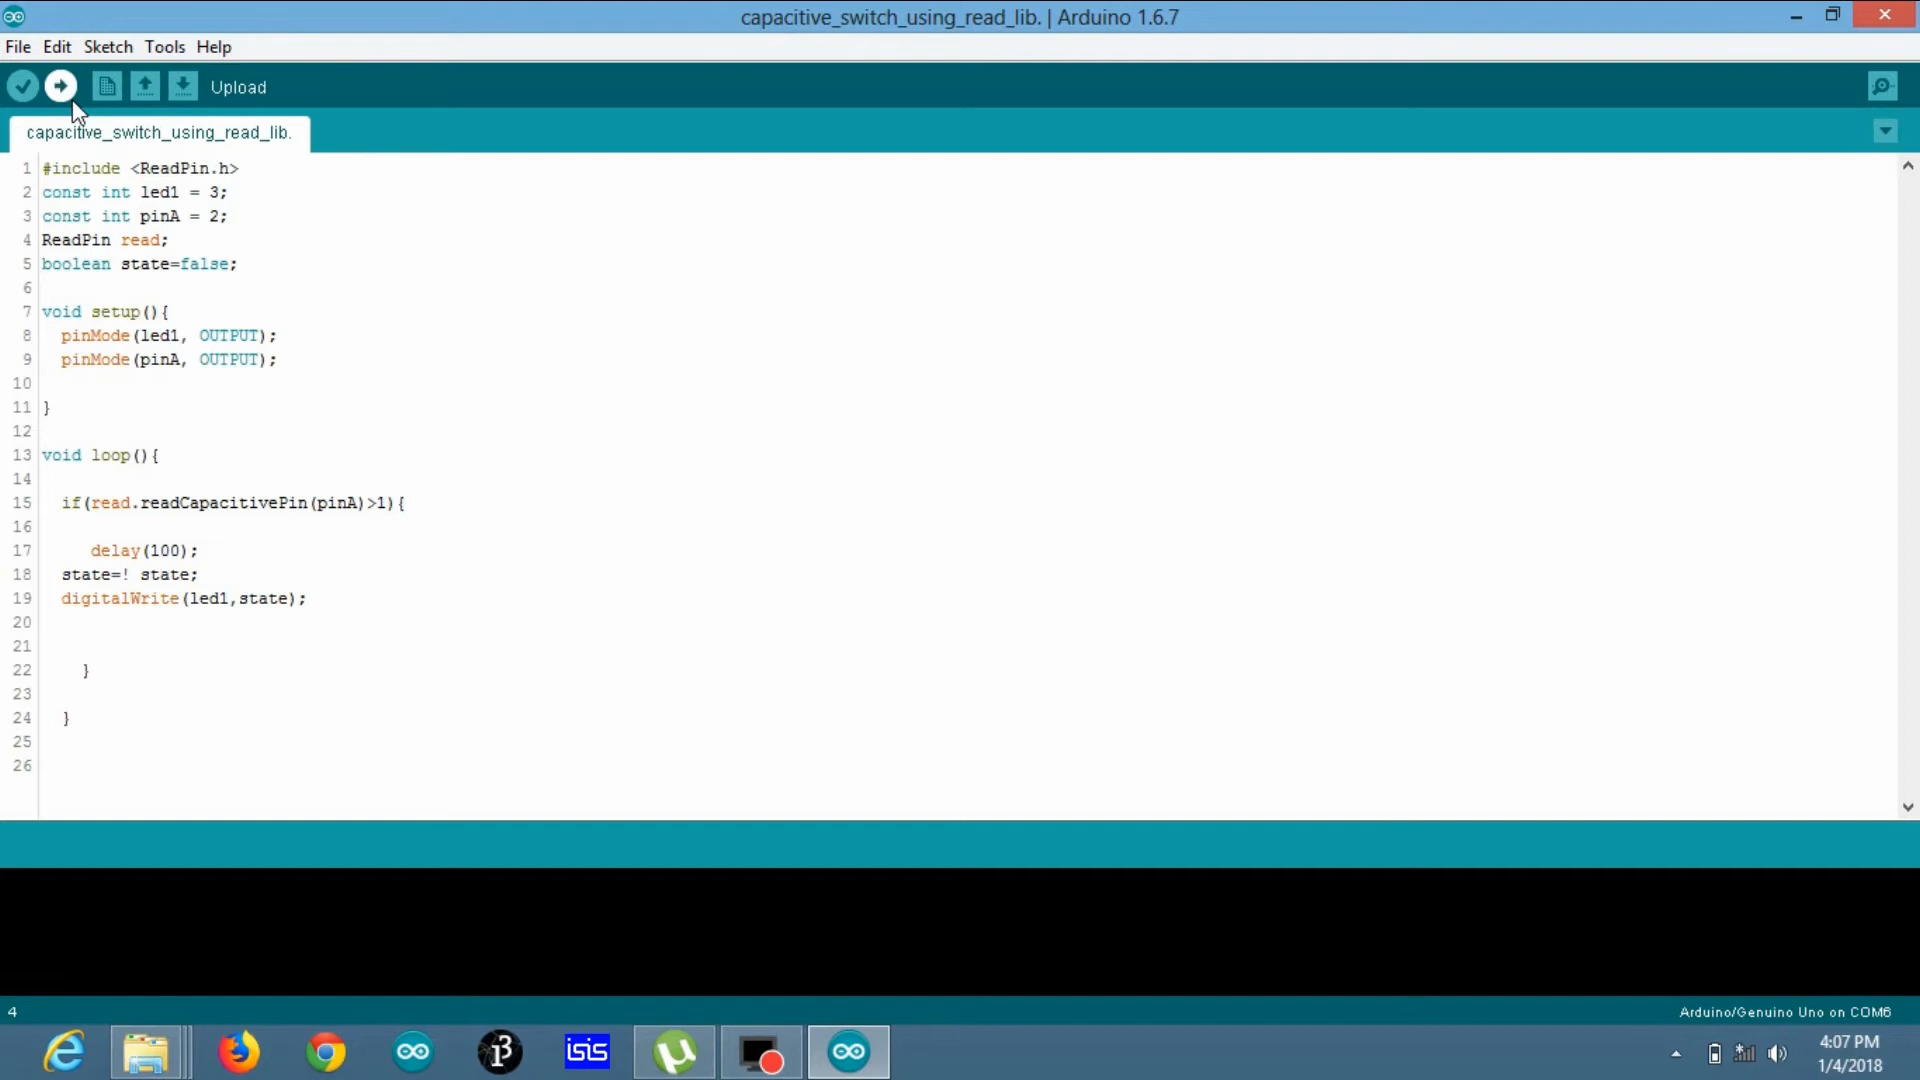 capacitive_switch_using_read_lib. | Arduino 1.6.7
File Edit Sketch Tools Help
Upload
capacitive_switch_using_read_lib.
1 #include <ReadPin.h>
2 const int led1 = 3;
3 const int pinA = 2;
4 ReadPin read;
5 boolean state=false;
6
7 void setup(){
8 pinMode(led1, OUTPUT);
9 pinMode(pinA, OUTPUT);
10
11 }
12
13 void loop(){
14
15 if(read.readCapacitivePin(pinA)>1){
16
17 delay(100);
18 state=! state;
19 digitalWrite(led1,state);
20
21
22 }
23
24 }
25
26
4 Arduino/Genuino Uno on COM6
isis
4:07 PM
1/4/2018